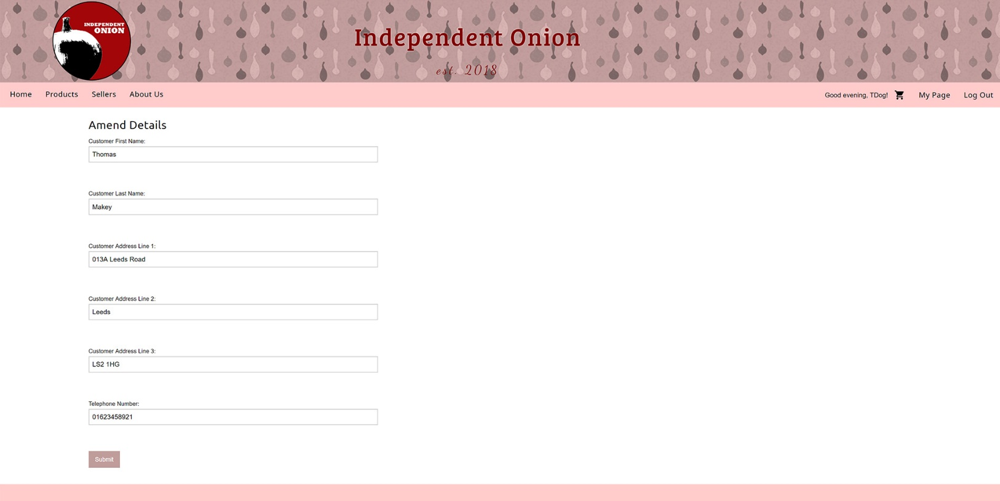 INDEPENDENT
ONION
Independent Onion
est. 2018
Home Products Sellers About Us Good evening, TDog! My Page Log Out
Amend Details
Customer First Name:
Thomas
Customer Last Name:
Makey
Customer Address Line 1:
013A Leeds Road
Customer Address Line 2:
Leeds
Customer Address Line 3:
LS2 1HG
Telephone Number:
01623458921
Submit